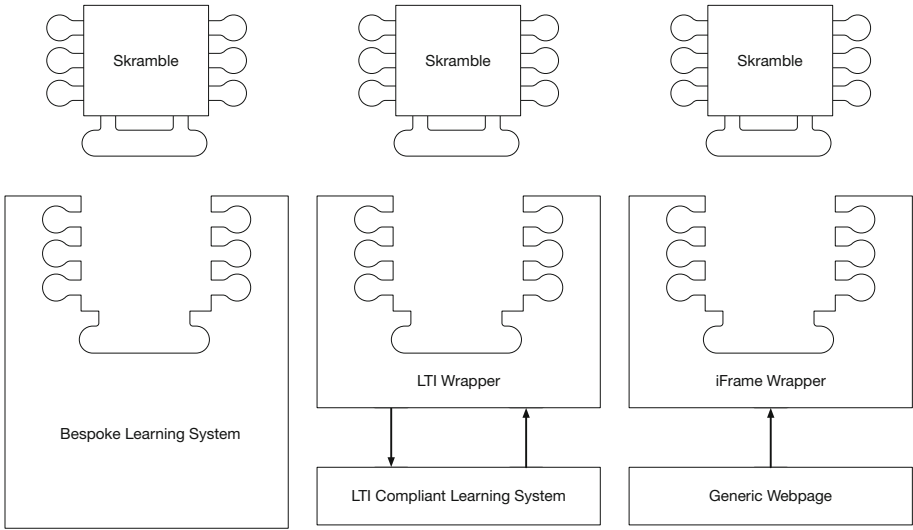 Skramble
Skramble
Skramble
LTI Wrapper
iFrame Wrapper
Bespoke Learning System
LTI Compliant Learning System
Generic Webpage